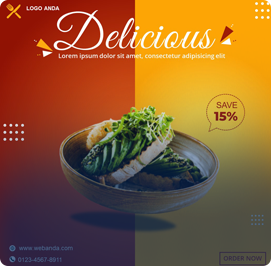 LOGO ANDA
Delicious
Lorem ipsum dolor sit amet, consectetur adipisicing elit
SAVE
15%
www.webanda.com
0123-4567-8911
ORDER NOW